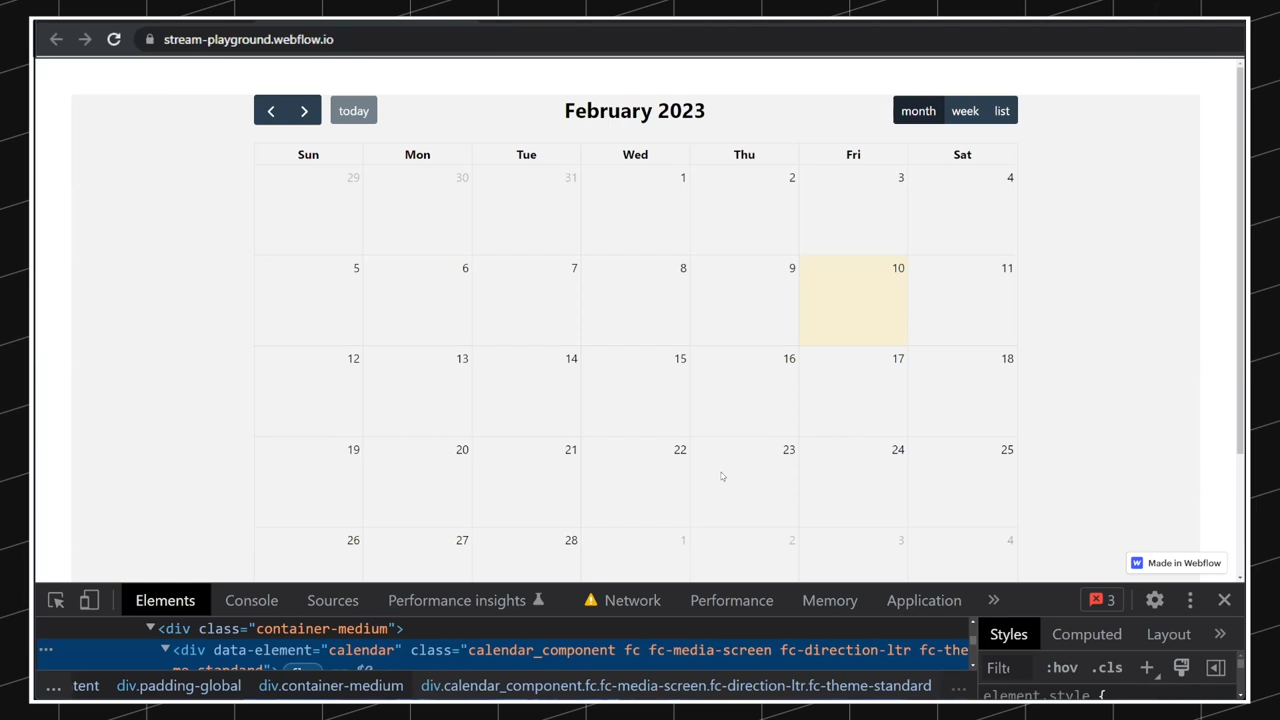 stream-playground.webflow.io
today
February 2023
month week list
Sun Mon Tue Wed Thu Fri Sat
29 30 31 1 2 3 4
5 6 7 8 9 10 11
12 13 14 15 16 17 18
19 20 21 22 23 24 25
26 27 28 1 2 3 4
Made in Webflow
Elements Console Sources Performance insights Network Performance Memory Application » 3
<div class="container-medium">
<div data-element="calendar" class="calendar_component fc fc-media-screen fc-direction-ltr fc-the
Styles Computed Layout »
:hov .cls
... tent div.padding-global div.container-medium div.calendar_component.fc.fc-media-screen.fc-direction-ltr.fc-theme-standard ...
element.style {